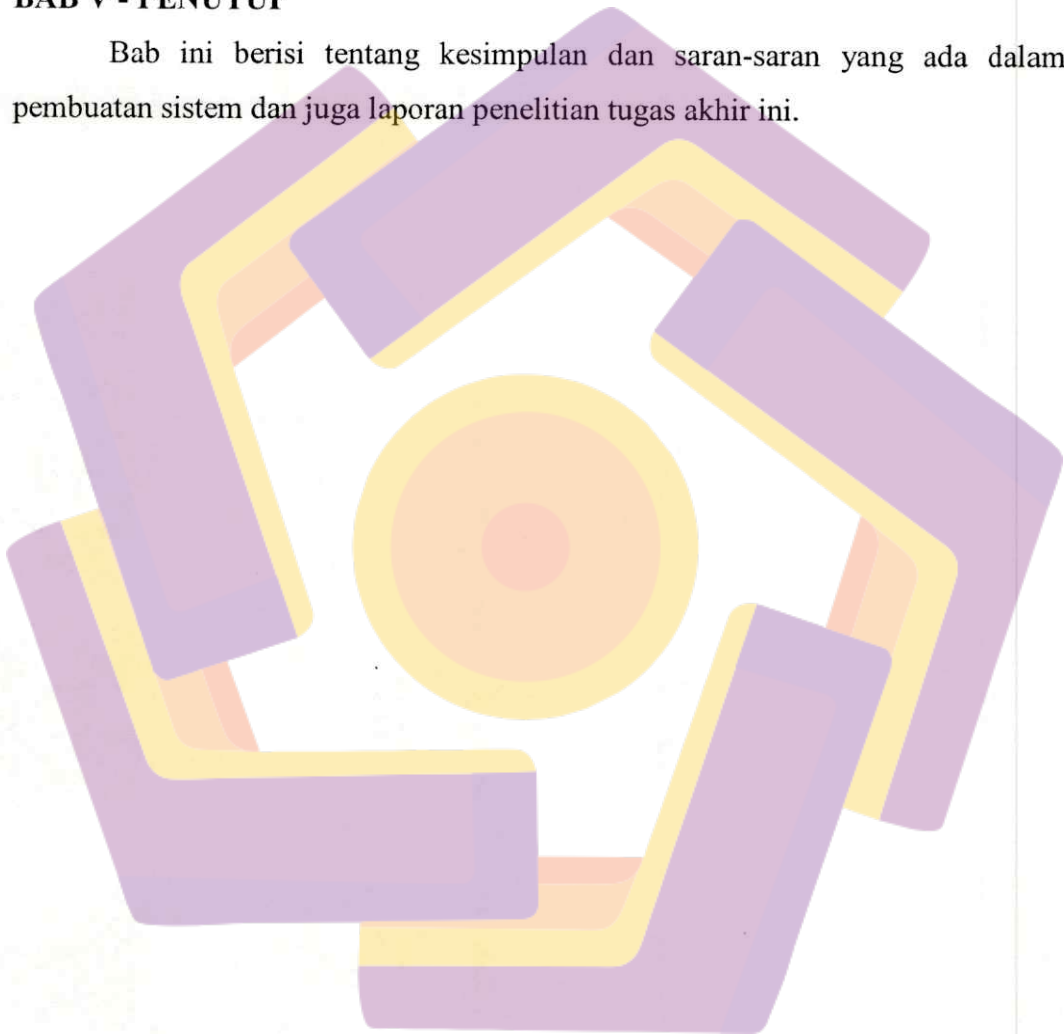 BAB V - PENUTUP
Bab ini berisi tentang kesimpulan dan saran-saran yang ada dalam
pembuatan sistem dan juga laporan penelitian tugas akhir ini.